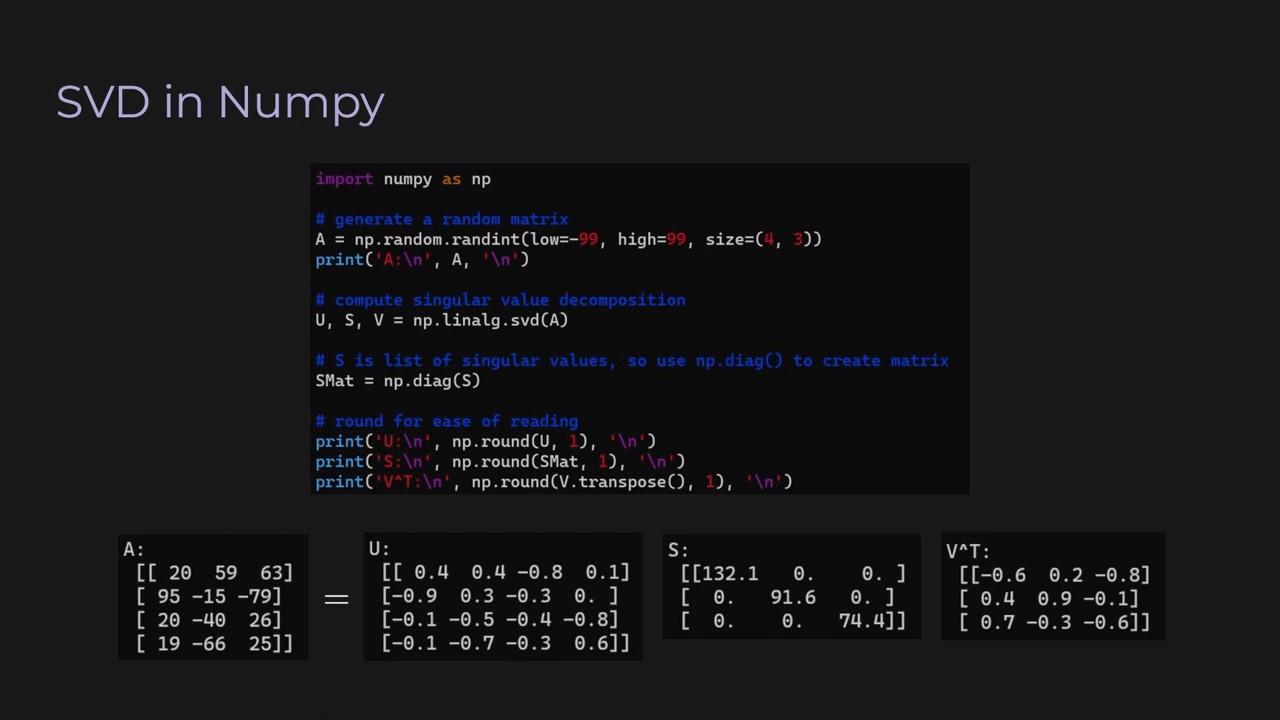 SVD in Numpy
import numpy as np
# generate a random matrix
A = np.random.randint(low=-99, high=99, size=(4, 3))
print('A:\n', A, '\n')
# compute singular value decomposition
U, S, V = np.linalg.svd(A)
# S is list of singular values, so use np.diag() to create matrix
SMat = np.diag(S)
# round for ease of reading
print('U:\n', np.round(U, 1), '\n')
print('S:\n', np.round(SMat, 1), '\n')
print('V^T:\n', np.round(V.transpose(), 1), '\n')
A:
[[ 20 59 63]
[ 95 -15 -79]
[ 20 -40 26]
[ 19 -66 25]]
=
U:
[[ 0.4 0.4 -0.8 0.1]
[-0.9 0.3 -0.3 0. ]
[-0.1 -0.5 -0.4 -0.8]
[-0.1 -0.7 -0.3 0.6]]
S:
[[132.1 0. 0. ]
[ 0. 91.6 0. ]
[ 0. 0. 74.4]]
V^T:
[[-0.6 0.2 -0.8]
[ 0.4 0.9 -0.1]
[ 0.7 -0.3 -0.6]]